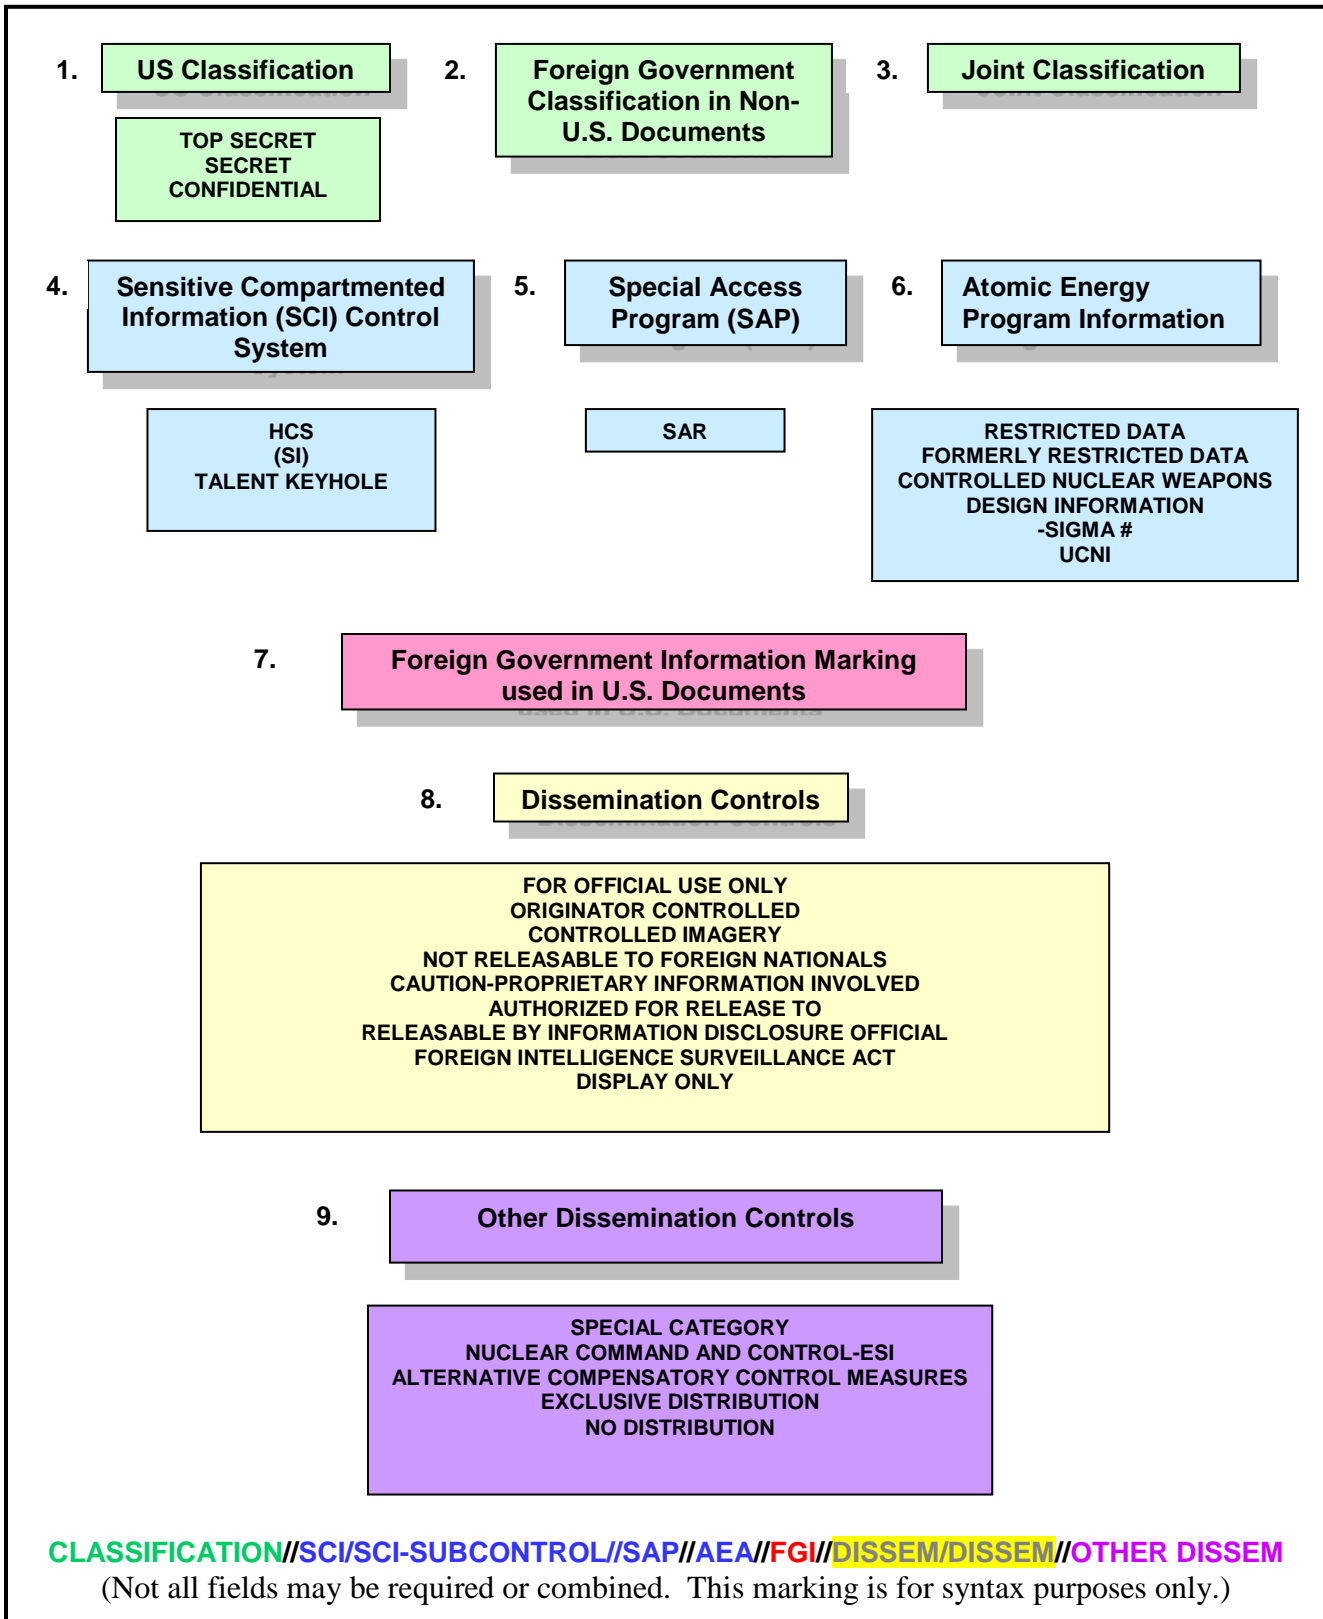 1. US Classification
TOP SECRET
SECRET
CONFIDENTIAL
2. Foreign Government
Classification in Non-
U.S. Documents
3. Joint Classification
4. Sensitive Compartmented
Information (SCI) Control
System
HCS
(SI)
TALENT KEYHOLE
5. Special Access
Program (SAP)
SAR
6. Atomic Energy
Program Information
RESTRICTED DATA
FORMERLY RESTRICTED DATA
CONTROLLED NUCLEAR WEAPONS
DESIGN INFORMATION
-SIGMA #
UCNI
7. Foreign Government Information Marking
used in U.S. Documents
8. Dissemination Controls
FOR OFFICIAL USE ONLY
ORIGINATOR CONTROLLED
CONTROLLED IMAGERY
NOT RELEASABLE TO FOREIGN NATIONALS
CAUTION-PROPRIETARY INFORMATION INVOLVED
AUTHORIZED FOR RELEASE TO
RELEASABLE BY INFORMATION DISCLOSURE OFFICIAL
FOREIGN INTELLIGENCE SURVEILLANCE ACT
DISPLAY ONLY
9. Other Dissemination Controls
SPECIAL CATEGORY
NUCLEAR COMMAND AND CONTROL-ESI
ALTERNATIVE COMPENSATORY CONTROL MEASURES
EXCLUSIVE DISTRIBUTION
NO DISTRIBUTION
CLASSIFICATION//SCI/SCI-SUBCONTROL//SAP//AEA//FGI//DISSEM/DISSEM//OTHER DISSEM
(Not all fields may be required or combined.  This marking is for syntax purposes only.)